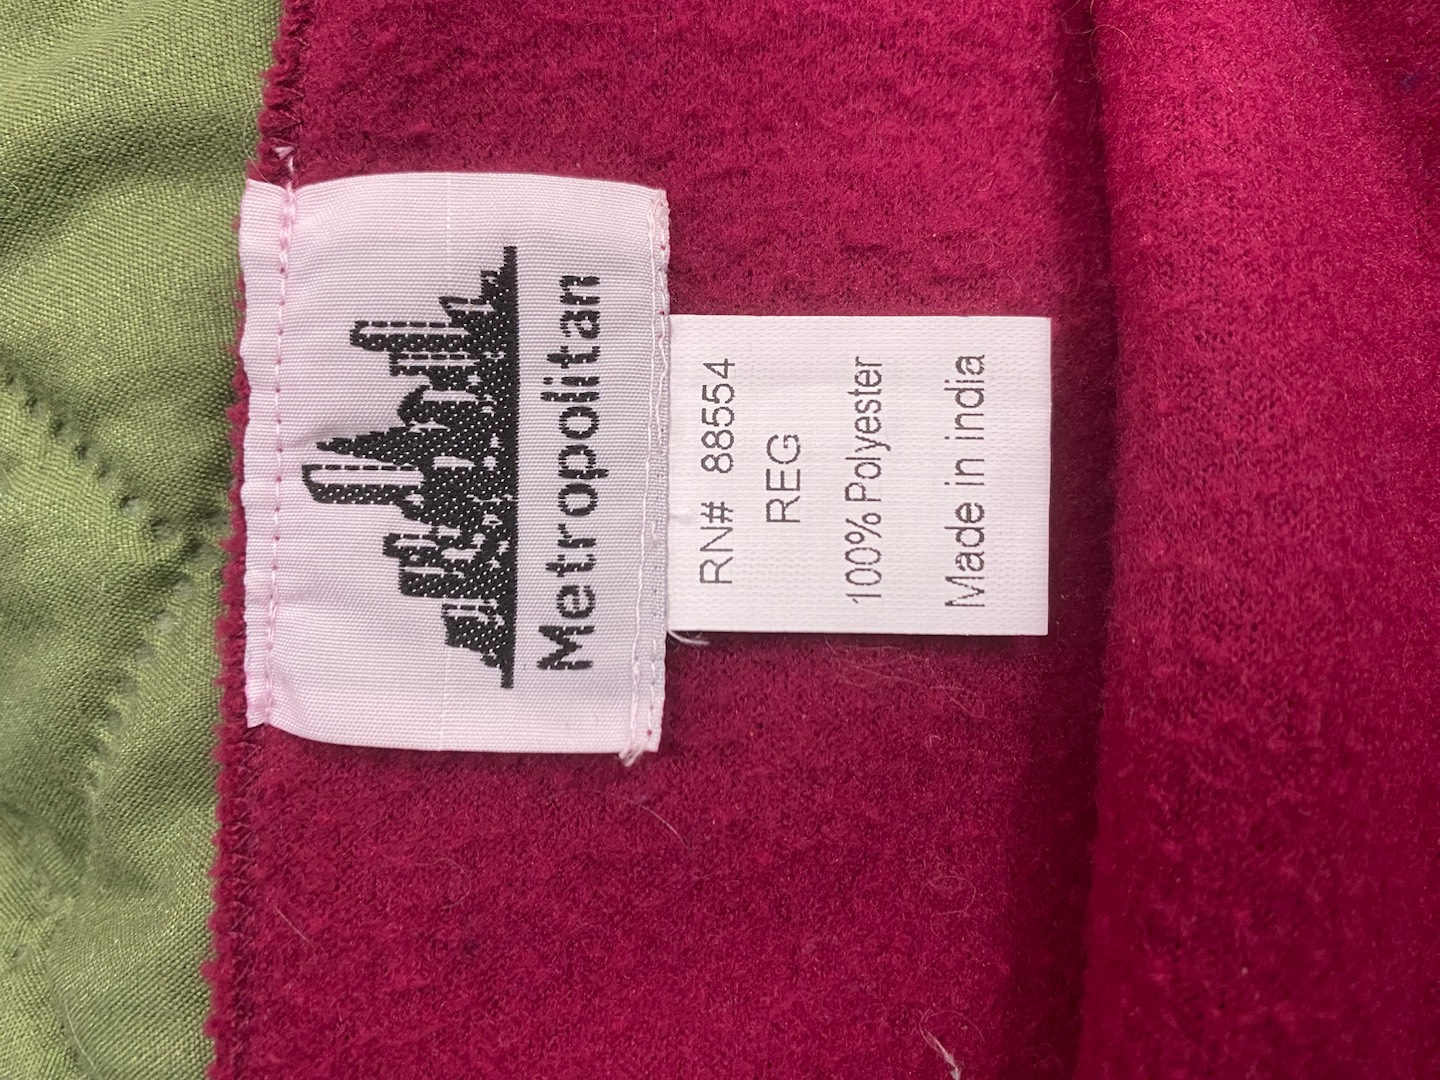 Metropolitan
RN# 88554
REG
100% Polyester
Made in india